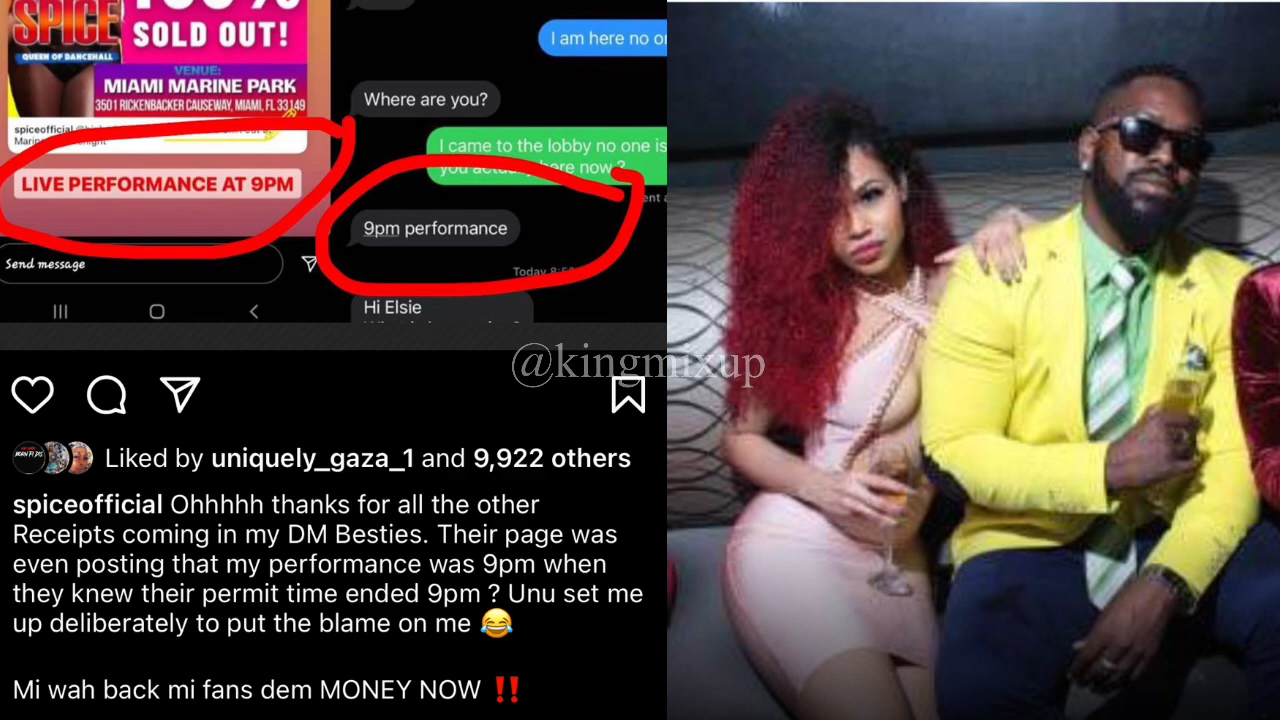 100%
SPICE
SOLD OUT!
QUEEN OF DANCEHALL
VENUE:
MIAMI MARINE PARK
3501 RICKENBACKER CAUSEWAY, MIAMI, FL 33149
spiceofficial
LIVE PERFORMANCE AT 9PM
Send message
I am here no
Where are you?
I came to the lobby no one is
you actually here now ?
9pm performance
Today
Hi Elsie
@kingmixup
Liked by uniquely_gaza_1 and 9,922 others
spiceofficial Ohhhhh thanks for all the other
Receipts coming in my DM Besties. Their page was
even posting that my performance was 9pm when
they knew their permit time ended 9pm ? Unu set me
up deliberately to put the blame on me 😂
Mi wah back mi fans dem MONEY NOW ‼️